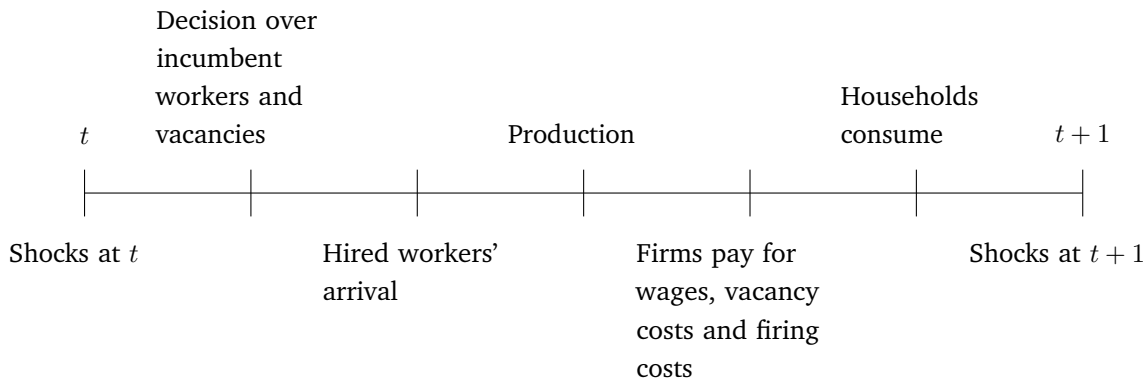 Decision over
incumbent
workers and
vacancies
t
Production
Households
consume
t + 1
Shocks at t
Hired workers’
arrival
Firms pay for
wages, vacancy
costs and firing
costs
Shocks at t + 1